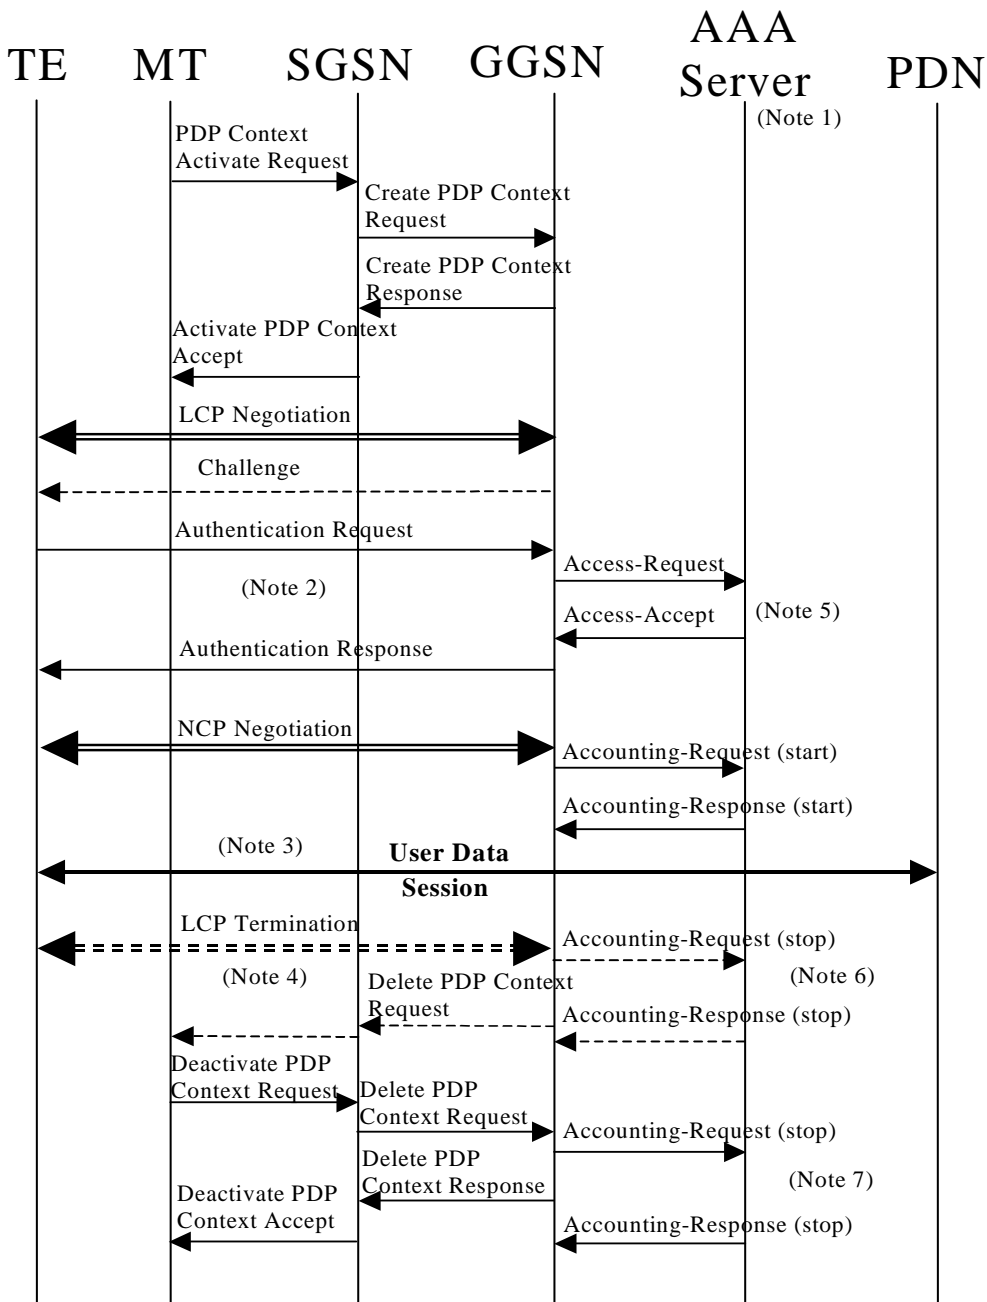 TE
MT
SGSN
GGSN
AAA
Server
PDN
(Note 1)
PDP Context
Activate Request
Create PDP Context
Request
Create PDP Context
Response
Activate PDP Context
Accept
LCP Negotiation
Challenge
Authentication Request
Access-Request
(Note 2)
Access-Accept
(Note 5)
Authentication Response
NCP Negotiation
Accounting-Request (start)
Accounting-Response (start)
(Note 3)
User Data
Session
LCP Termination
Accounting-Request (stop)
(Note 4)
(Note 6)
Delete PDP Context
Request
Accounting-Response (stop)
Deactivate PDP
Context Request
Delete PDP
Context Request
Accounting-Request (stop)
Delete PDP
Context Response
(Note 7)
Deactivate PDP
Context Accept
Accounting-Response (stop)